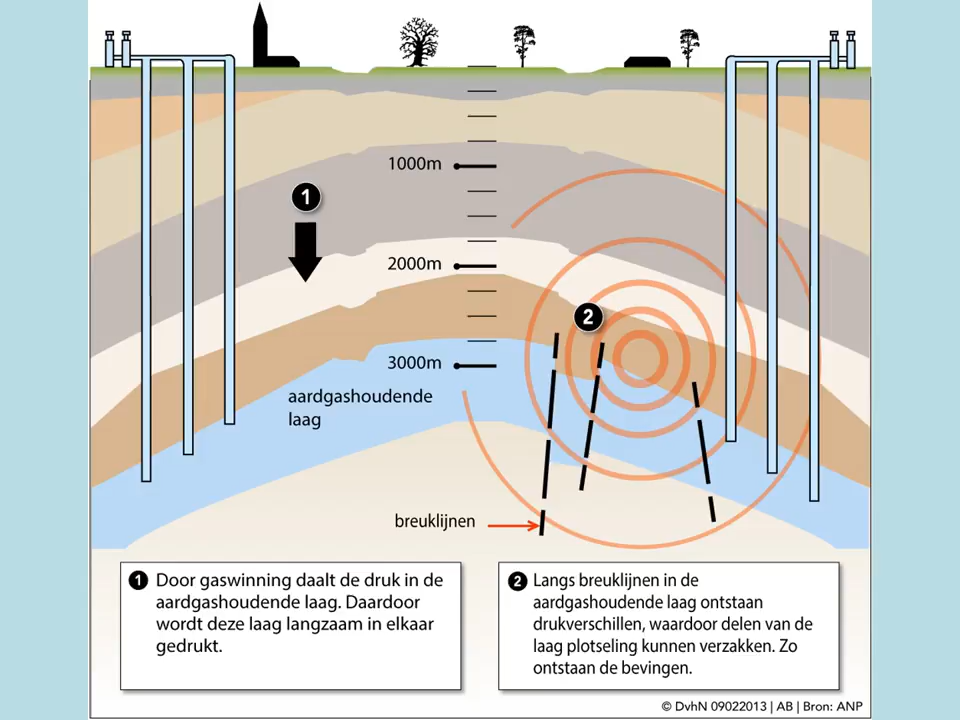 1000m
1
2000m
2
3000m
aardgashoudende
laag
breuklijnen
1 Door gaswinning daalt de druk in de
aardgashoudende laag. Daardoor
wordt deze laag langzaam in elkaar
gedrukt.
2 Langs breuklijnen in de
aardgashoudende laag ontstaan
drukverschillen, waardoor delen van de
laag plotseling kunnen verzakken. Zo
ontstaan de bevingen.
© DvhN 09022013 | AB | Bron: ANP